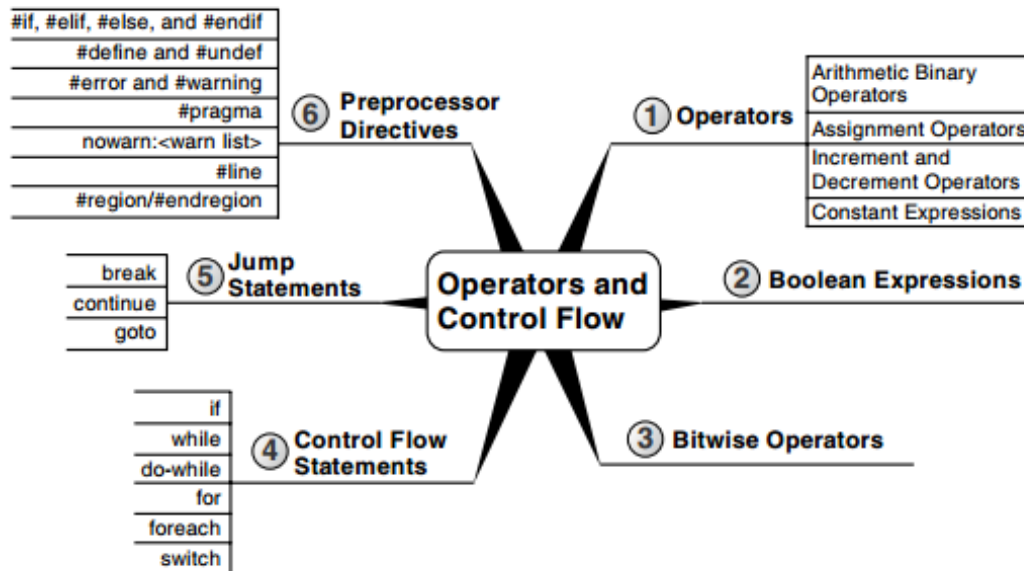 Operators and
Control Flow
1 Operators
Arithmetic Binary
Operators
Assignment Operators
Increment and
Decrement Operators
Constant Expressions
2 Boolean Expressions
3 Bitwise Operators
4 Control Flow
Statements
if
while
do-while
for
foreach
switch
5 Jump
Statements
break
continue
goto
6 Preprocessor
Directives
#if, #elif, #else, and #endif
#define and #undef
#error and #warning
#pragma
nowarn:<warn list>
#line
#region/#endregion